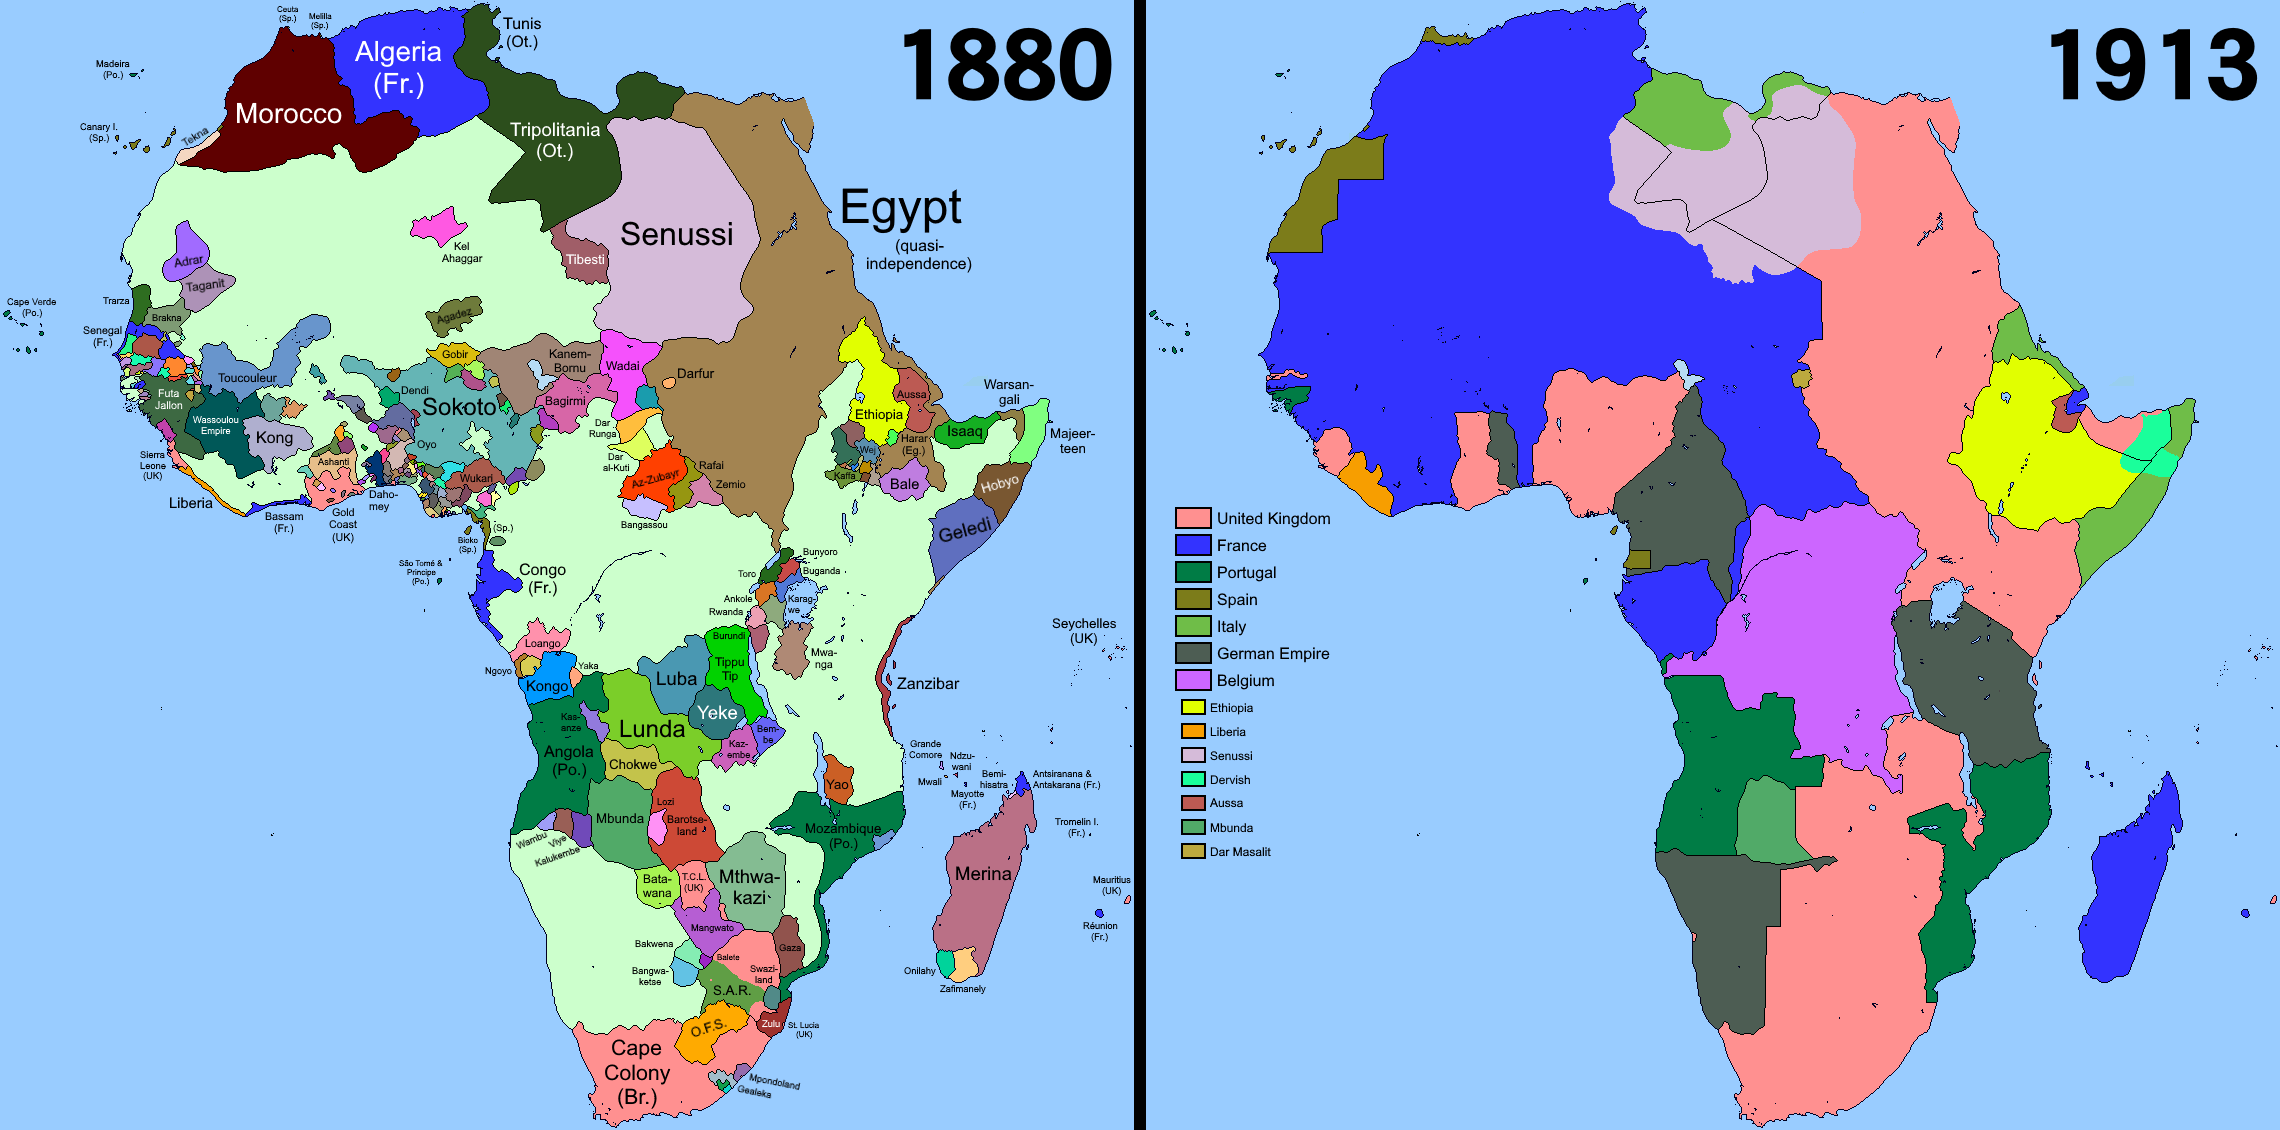 1880
1913
Ceuta
(Sp.)
Melilla
(Sp.)
Tunis
(Ot.)
Algeria
(Fr.)
Madeira
(Po.)
Morocco
Canary I.
(Sp.)
Tekna
Tripolitania
(Ot.)
Egypt
(quasi-
independence)
Senussi
Kel
Ahaggar
Tibesti
Adrar
Taganit
Trarza
Brakna
Cape Verde
(Po.)
Senegal
(Fr.)
Agadez
Gobir
Kanem-
Bornu
Wadai
Darfur
Toucouleur
Dendi
Sokoto
Bagirmi
Futa
Jallon
Wassoulou
Empire
Kong
Oyo
Dar
Runga
Dar
al-Kuti
Ethiopia
Aussa
Warsan-
gali
Isaaq
Majeer-
teen
Harar
(Eg.)
Wej
Kaffa
Bale
Hobyo
Geledi
Sierra
Leone
(UK)
Ashanti
Wukari
Az-Zubayr
Rafai
Zemio
Bangassou
Liberia
Bassam
(Fr.)
Gold
Coast
(UK)
Daho-
mey
(Sp.)
Bioko
(Sp.)
São Tomé &
Principe
(Po.)
Congo
(Fr.)
Bunyoro
Toro
Buganda
Ankole
Karag-
we
Rwanda
Burundi
Mwa-
nga
Seychelles
(UK)
Loango
Ngoyo
Yaka
Kongo
Luba
Tippu
Tip
Zanzibar
Kas-
anze
Lunda
Yeke
Bem-
be
Kaz-
embe
Angola
(Po.)
Chokwe
Yao
Grande
Comore
Ndzu-
wani
Mwali
Mayotte
(Fr.)
Bemi-
hisatra
Antsiranana &
Antakarana (Fr.)
Mbunda
Lozi
Barotse-
land
Mozambique
(Po.)
Tromelin I.
(Fr.)
Wambu
Viye
Kalukembe
Bata-
wana
T.C.L.
(UK)
Mthwa-
kazi
Merina
Mauritius
(UK)
Réunion
(Fr.)
Mangwato
Bakwena
Balete
Gaza
Bangwa-
ketse
Swazi-
land
S.A.R.
Onilahy
Zafimanely
O.F.S.
Zulu
St. Lucia
(UK)
Cape
Colony
(Br.)
Mpondoland
Gcaleka
United Kingdom
France
Portugal
Spain
Italy
German Empire
Belgium
Ethiopia
Liberia
Senussi
Dervish
Aussa
Mbunda
Dar Masalit